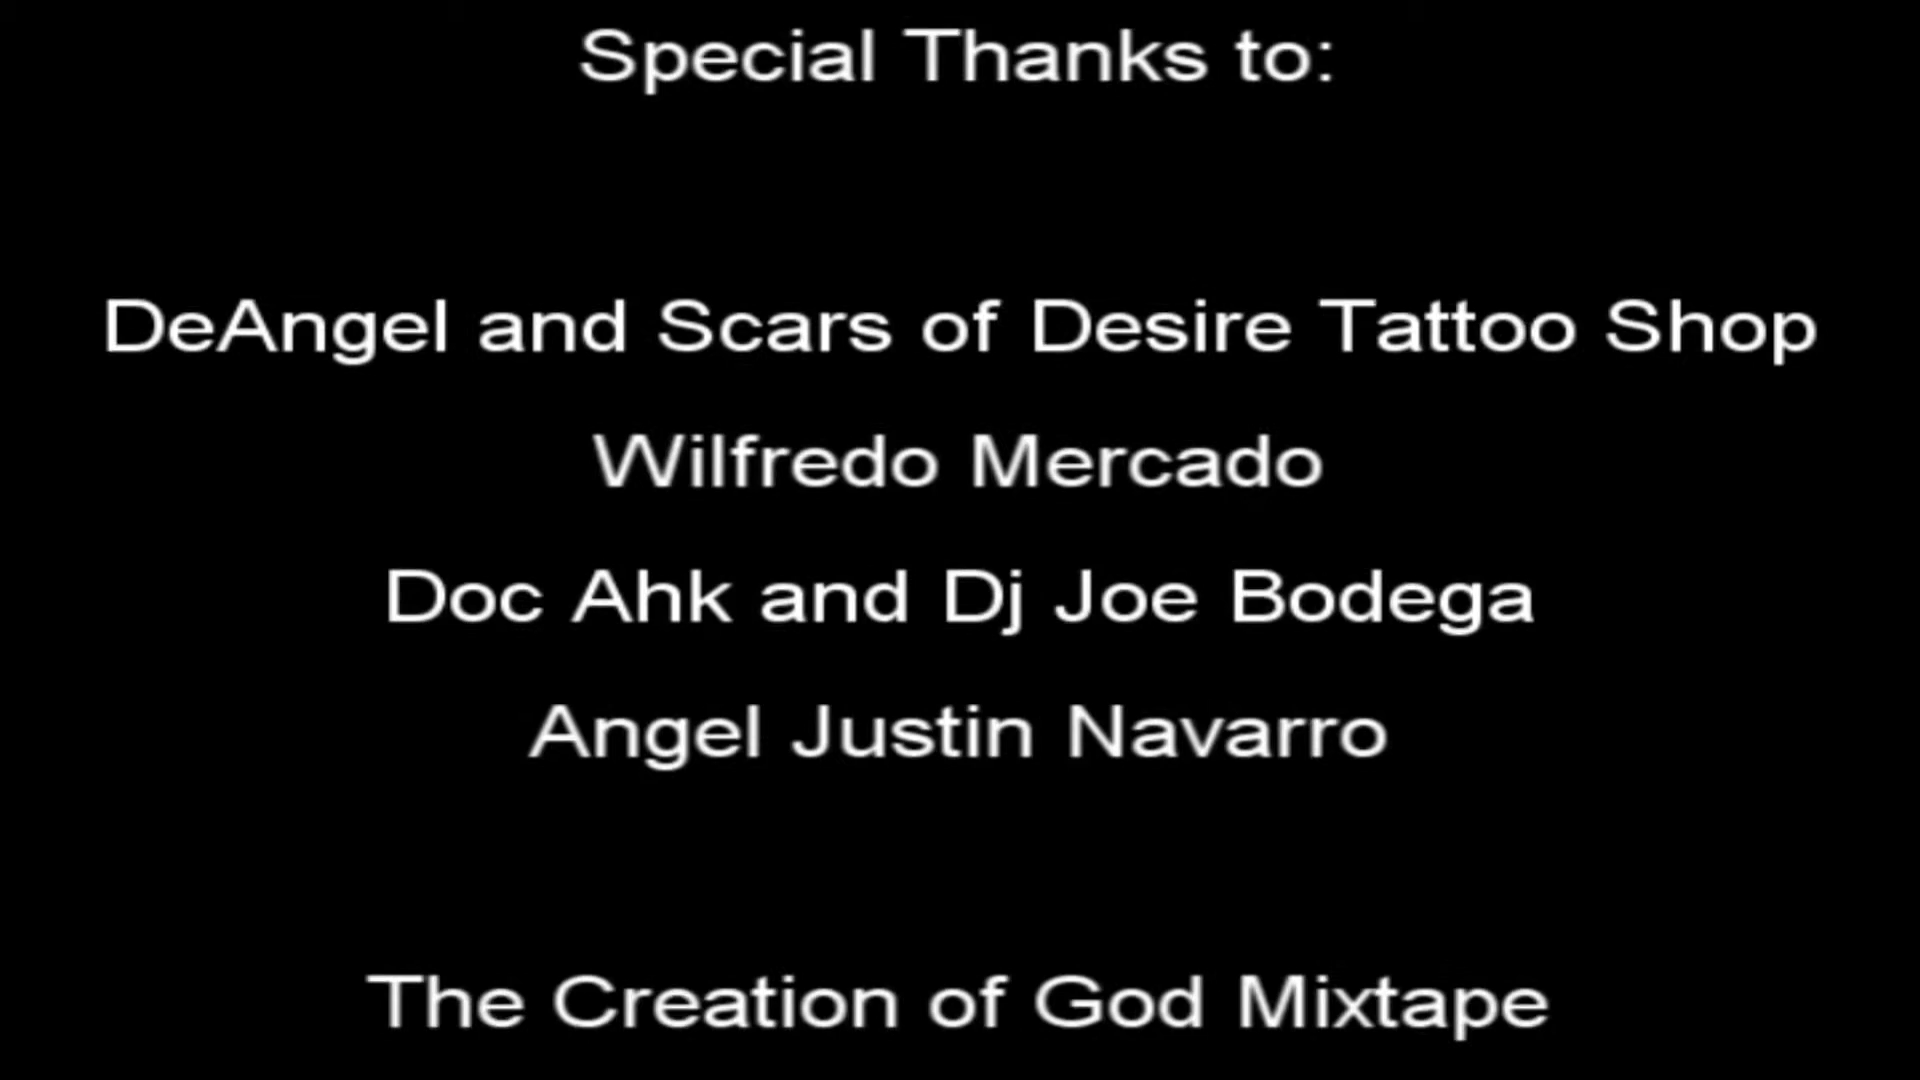 Special Thanks to:
DeAngel and Scars of Desire Tattoo Shop
Wilfredo Mercado
Doc Ahk and Dj Joe Bodega
Angel Justin Navarro
The Creation of God Mixtape